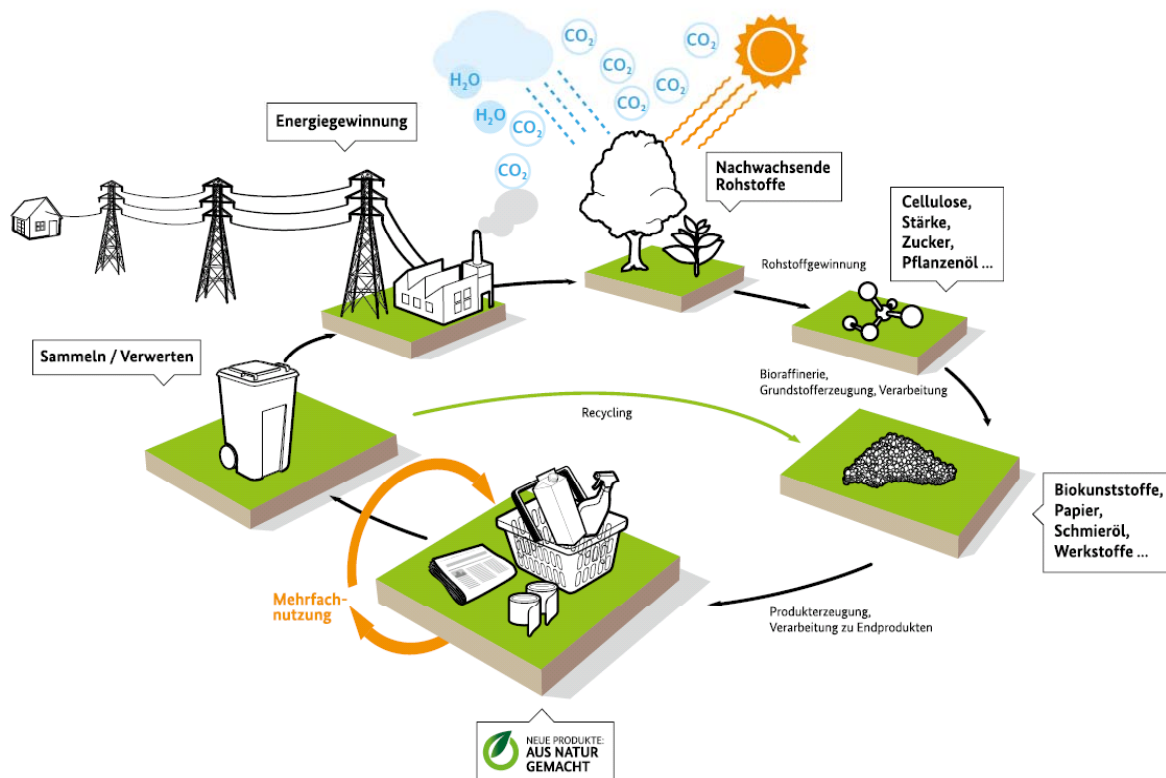 CO₂
CO₂
CO₂
CO₂
CO₂
CO₂
H₂O
H₂O
CO₂
CO₂
Energiegewinnung
Nachwachsende
Rohstoffe
Cellulose,
Stärke,
Zucker,
Pflanzenöl ...
Rohstoffgewinnung
Sammeln / Verwerten
Bioraffinerie,
Grundstofferzeugung, Verarbeitung
Recycling
Biokunststoffe,
Papier,
Schmieröl,
Werkstoffe ...
Mehrfach-
nutzung
Produkterzeugung,
Verarbeitung zu Endprodukten
NEUE PRODUKTE:
AUS NATUR
GEMACHT